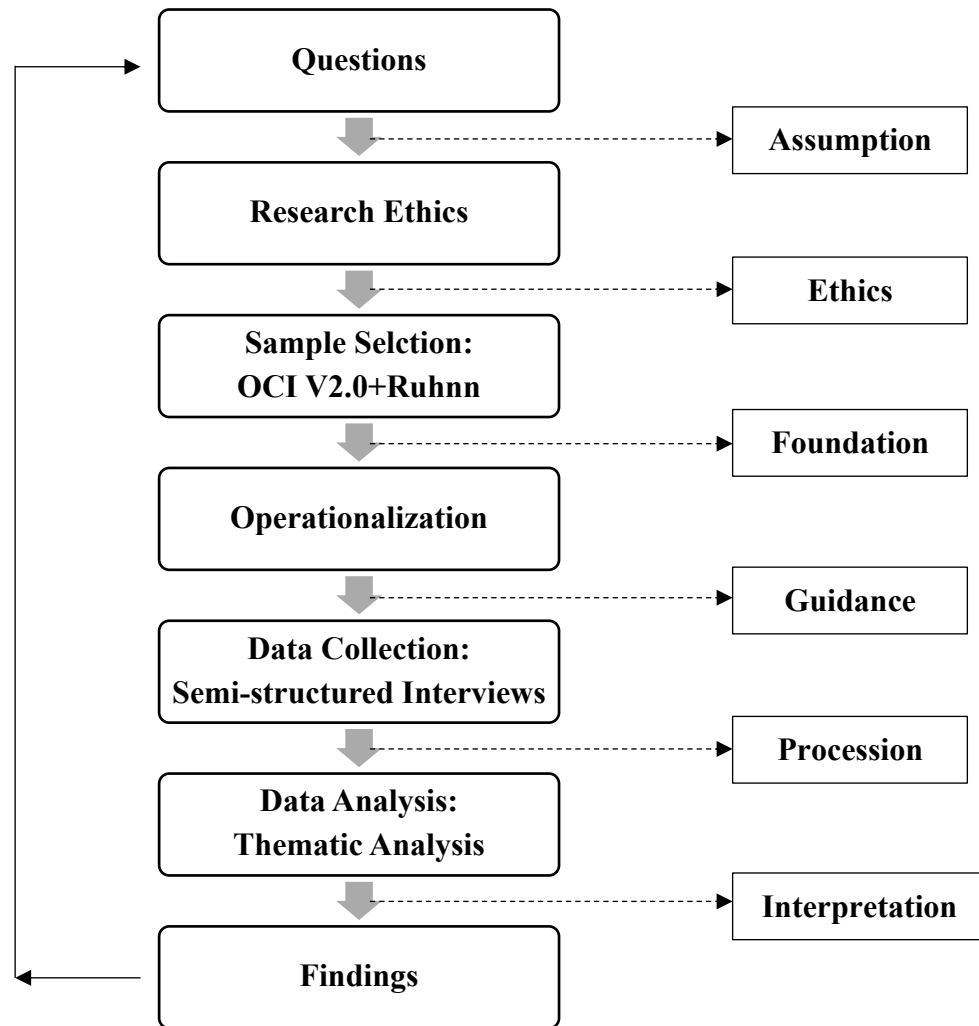 Questions
Assumption
Research Ethics
Ethics
Sample Selction:
OCI V2.0+Ruhnn
Foundation
Operationalization
Guidance
Data Collection:
Semi-structured Interviews
Procession
Data Analysis:
Thematic Analysis
Interpretation
Findings